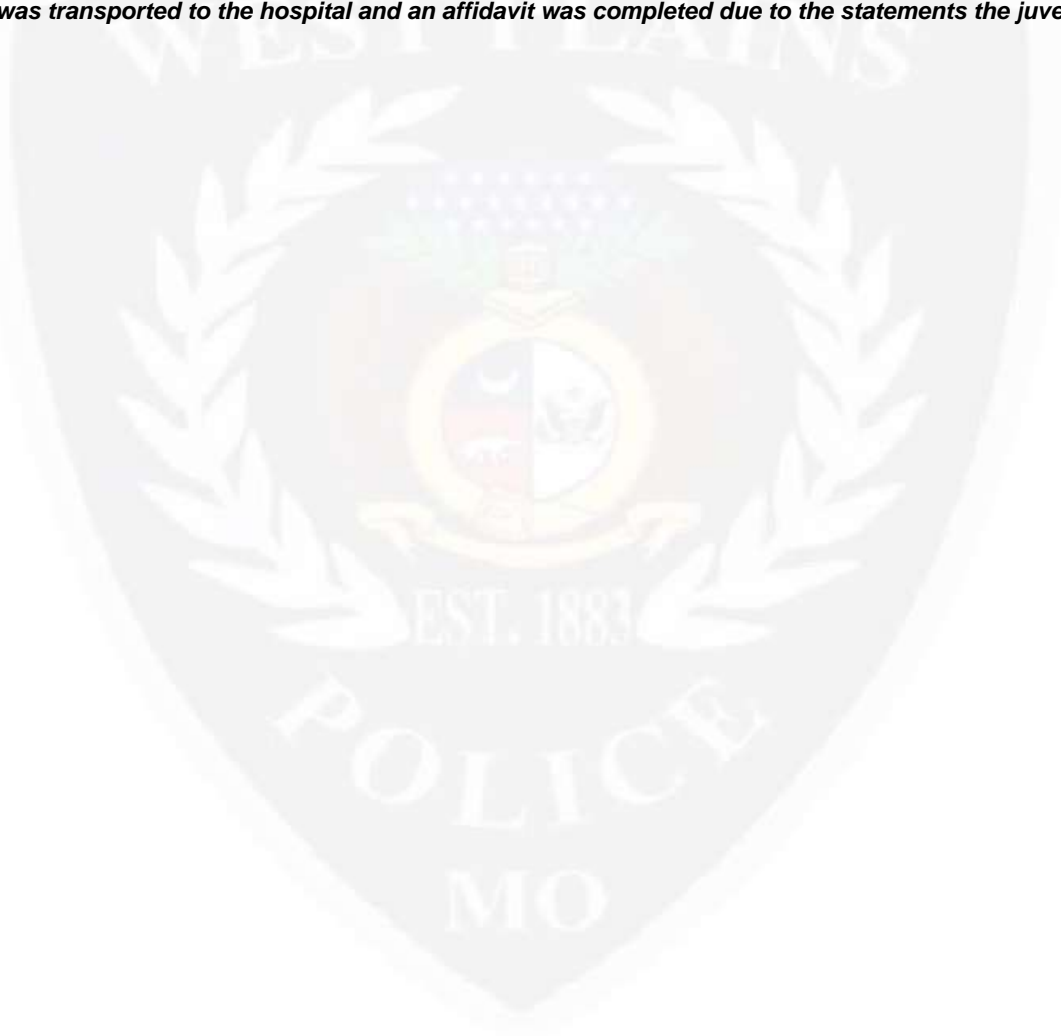 was transported to the hospital and an affidavit was completed due to the statements the juve
WEST PLAINS
EST. 1883
POLICE
MO